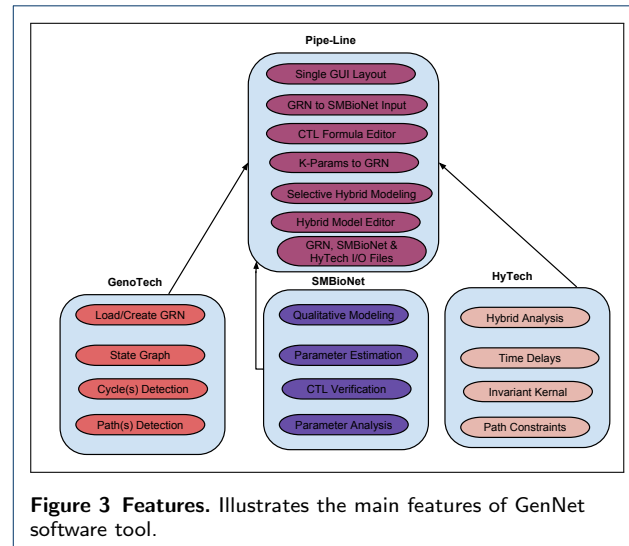 Pipe-Line
Single GUI Layout
GRN to SMBioNet Input
CTL Formula Editor
K-Params to GRN
Selective Hybrid Modeling
Hybrid Model Editor
GRN, SMBioNet &
HyTech I/O Files
GenoTech
Load/Create GRN
State Graph
Cycle(s) Detection
Path(s) Detection
SMBioNet
Qualitative Modeling
Parameter Estimation
CTL Verification
Parameter Analysis
HyTech
Hybrid Analysis
Time Delays
Invariant Kernal
Path Constraints
Figure 3 Features. Illustrates the main features of GenNet
software tool.